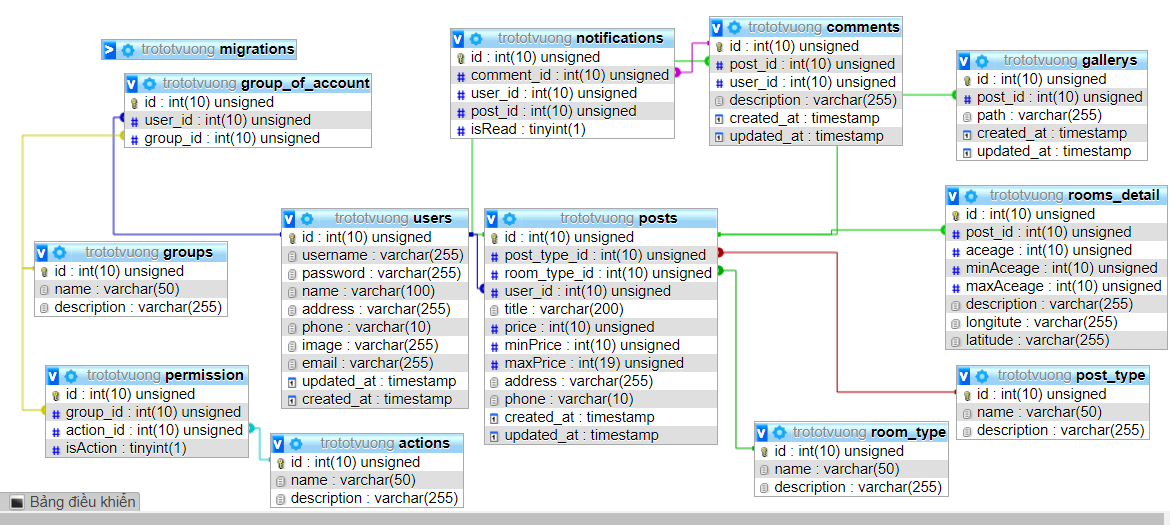 trototvuong migrations
trototvuong group_of_account
id : int(10) unsigned
user_id : int(10) unsigned
group_id : int(10) unsigned
trototvuong notifications
id : int(10) unsigned
comment_id : int(10) unsigned
user_id : int(10) unsigned
post_id : int(10) unsigned
isRead : tinyint(1)
trototvuong comments
id : int(10) unsigned
post_id : int(10) unsigned
user_id : int(10) unsigned
description : varchar(255)
created_at : timestamp
updated_at : timestamp
trototvuong gallerys
id : int(10) unsigned
post_id : int(10) unsigned
path : varchar(255)
created_at : timestamp
updated_at : timestamp
trototvuong groups
id : int(10) unsigned
name : varchar(50)
description : varchar(255)
trototvuong users
id : int(10) unsigned
username : varchar(255)
password : varchar(255)
name : varchar(100)
address : varchar(255)
phone : varchar(10)
image : varchar(255)
email : varchar(255)
updated_at : timestamp
created_at : timestamp
trototvuong posts
id : int(10) unsigned
post_type_id : int(10) unsigned
room_type_id : int(10) unsigned
user_id : int(10) unsigned
title : varchar(200)
price : int(10) unsigned
minPrice : int(10) unsigned
maxPrice : int(19) unsigned
address : varchar(255)
phone : varchar(10)
created_at : timestamp
updated_at : timestamp
trototvuong rooms_detail
id : int(10) unsigned
post_id : int(10) unsigned
aceage : int(10) unsigned
minAceage : int(10) unsigned
maxAceage : int(10) unsigned
description : varchar(255)
longitute : varchar(255)
latitude : varchar(255)
trototvuong permission
id : int(10) unsigned
group_id : int(10) unsigned
action_id : int(10) unsigned
isAction : tinyint(1)
trototvuong actions
id : int(10) unsigned
name : varchar(50)
description : varchar(255)
trototvuong room_type
id : int(10) unsigned
name : varchar(50)
description : varchar(255)
trototvuong post_type
id : int(10) unsigned
name : varchar(50)
description : varchar(255)
Bảng điều khiển